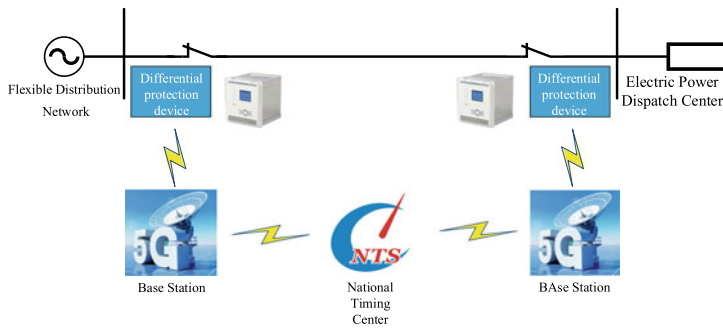 Flexible Distribution
Network
Differential
protection
device
Differential
protection
device
Electric Power
Dispatch Center
5G
Base Station
NTS
National
Timing
Center
5G
BAse Station